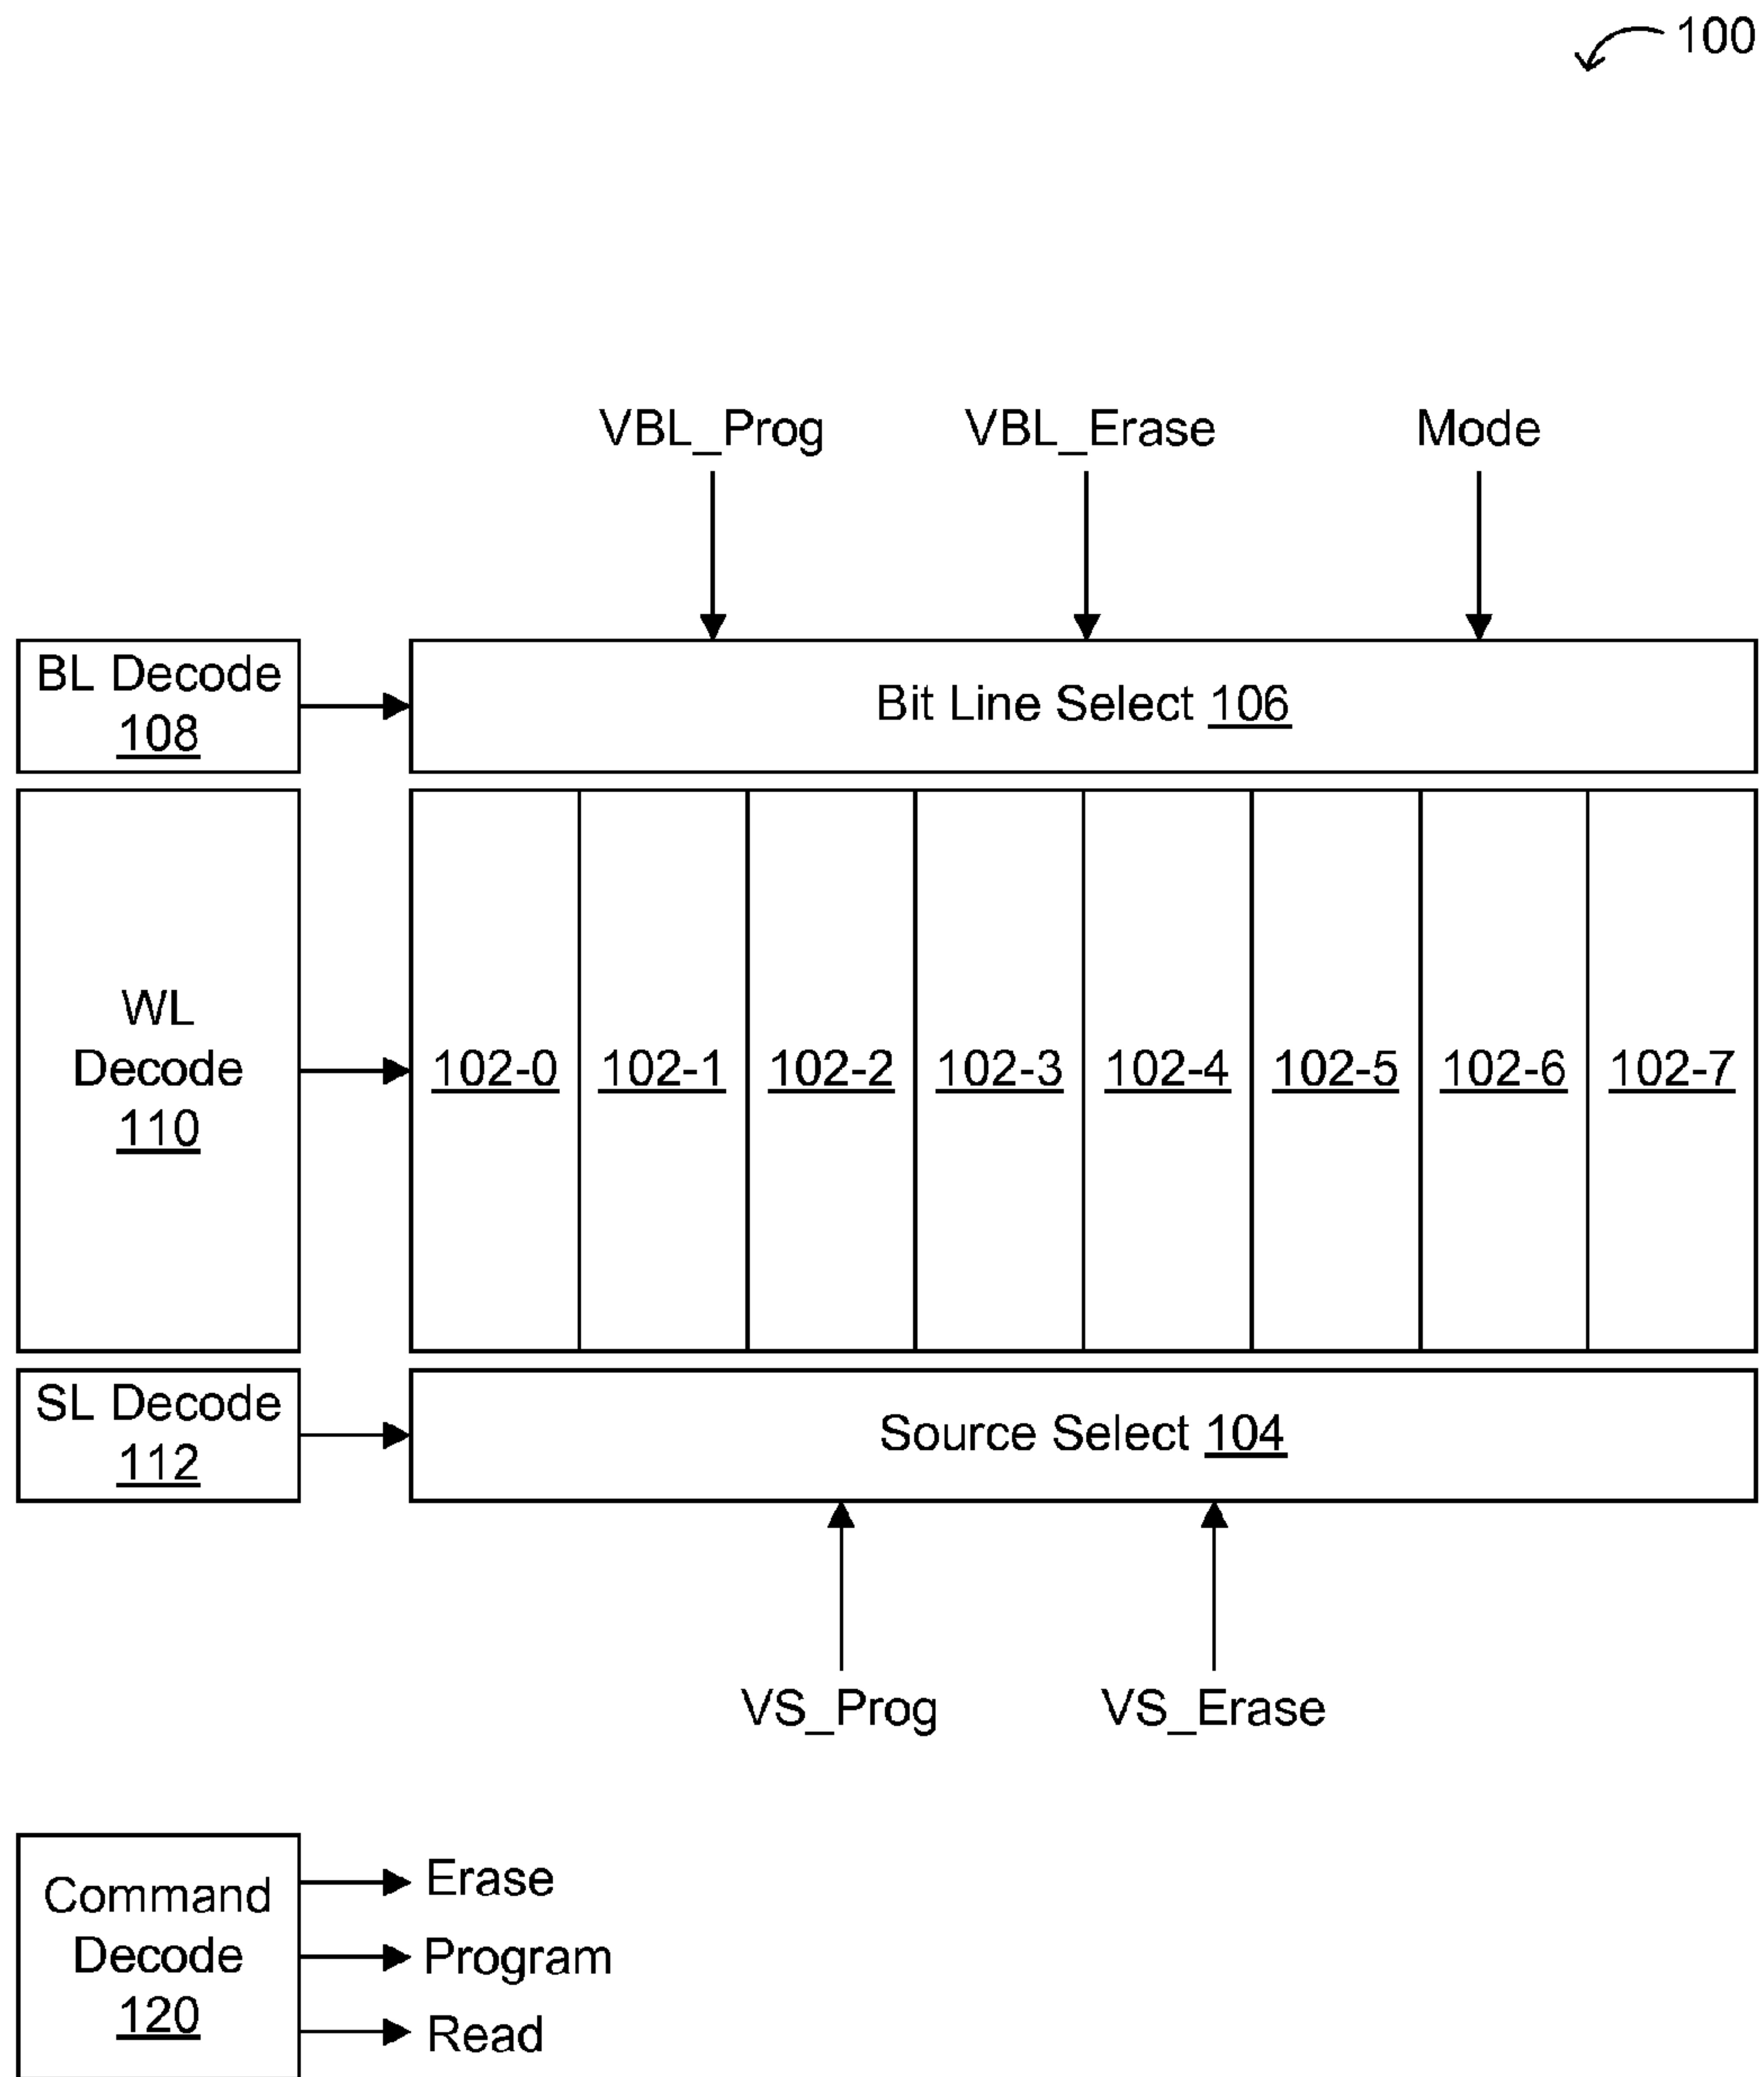 100
VBL_Prog VBL_Erase Mode
BL Decode
108
Bit Line Select 106
WL
Decode
110
102-0 102-1 102-2 102-3 102-4 102-5 102-6 102-7
SL Decode
112
Source Select 104
VS_Prog VS_Erase
Command
Decode
120
Erase
Program
Read